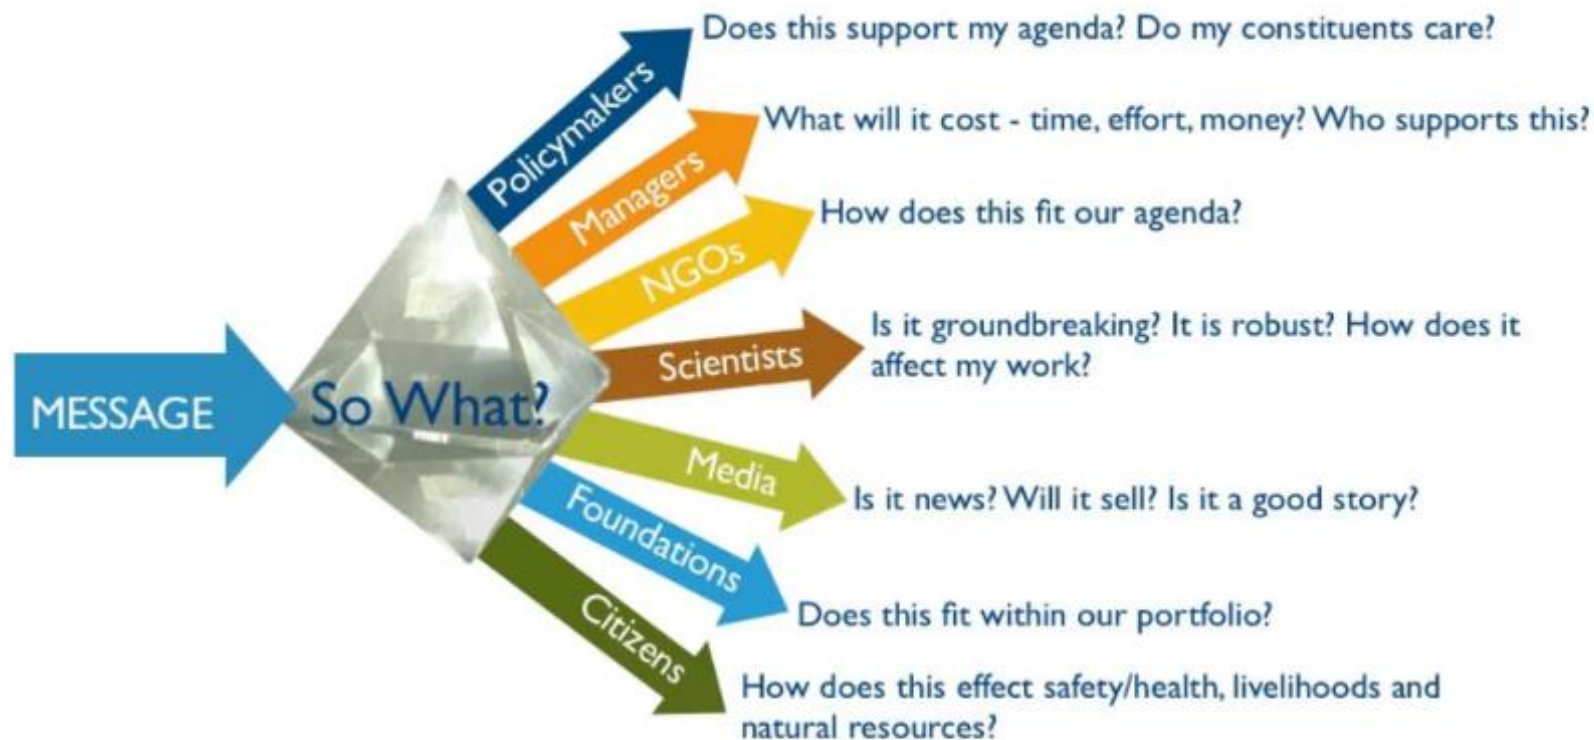 Policymakers
Does this support my agenda? Do my constituents care?
Managers
What will it cost - time, effort, money? Who supports this?
NGOs
How does this fit our agenda?
Scientists
Is it groundbreaking? It is robust? How does it
affect my work?
MESSAGE
So What?
Media
Is it news? Will it sell? Is it a good story?
Foundations
Does this fit within our portfolio?
Citizens
How does this effect safety/health, livelihoods and
natural resources?